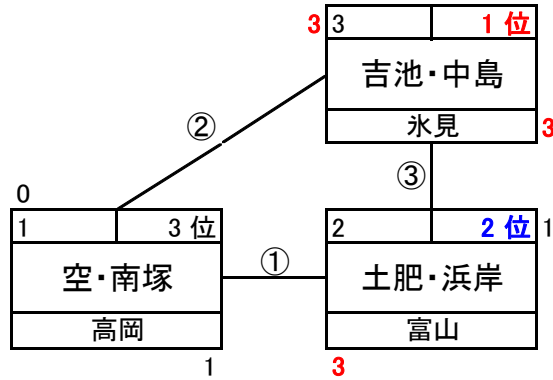 3 3 1 位
吉池・中島
氷見 3
②
③
0
1 3 位
空・南塚
高岡
1
①
2 2 位 1
土肥・浜岸
富山
3